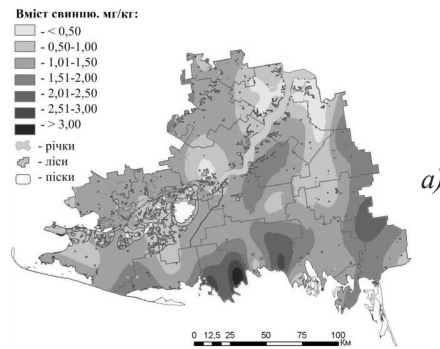 Вміст свинцю. мг/кг:
- < 0,50
- 0,50-1,00
- 1,01-1,50
- 1,51-2,00
- 2,01-2,50
- 2,51-3,00
- > 3,00
- річки
- ліси
- піски
а)
0 12,5 25 50 75 100
Км